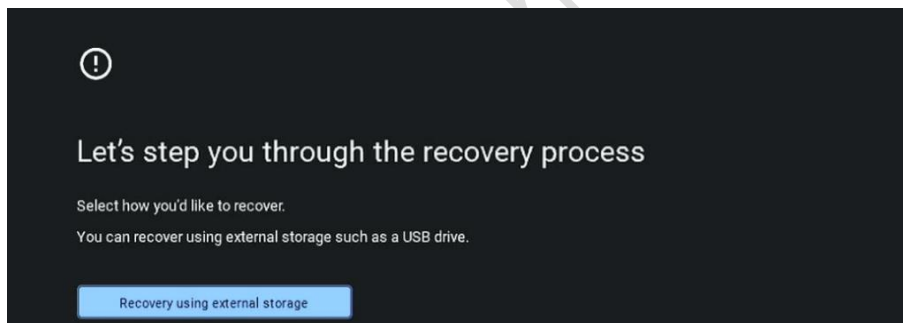 Let's step you through the recovery process
Select how you'd like to recover.
You can recover using external storage such as a USB drive.
Recovery using external storage